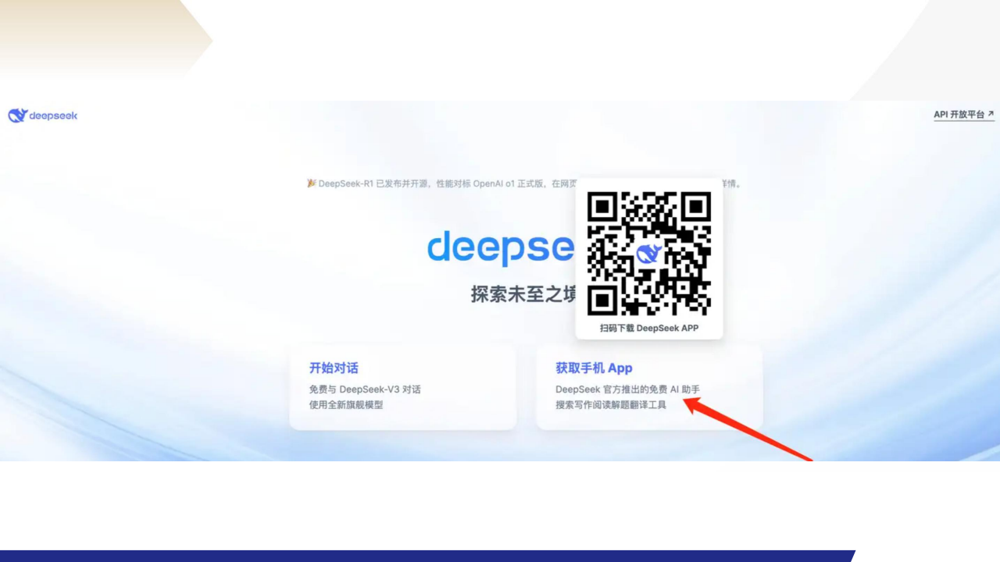 deepseek
API 开放平台
DeepSeek-R1 已发布并开源，性能对标 OpenAI o1 正式版，在网页 详情。
deepse
探索未至之境
扫码下载 DeepSeek APP
开始对话
免费与 DeepSeek-V3 对话
使用全新旗舰模型
获取手机 App
DeepSeek 官方推出的免费 AI 助手
搜索写作阅读解题翻译工具